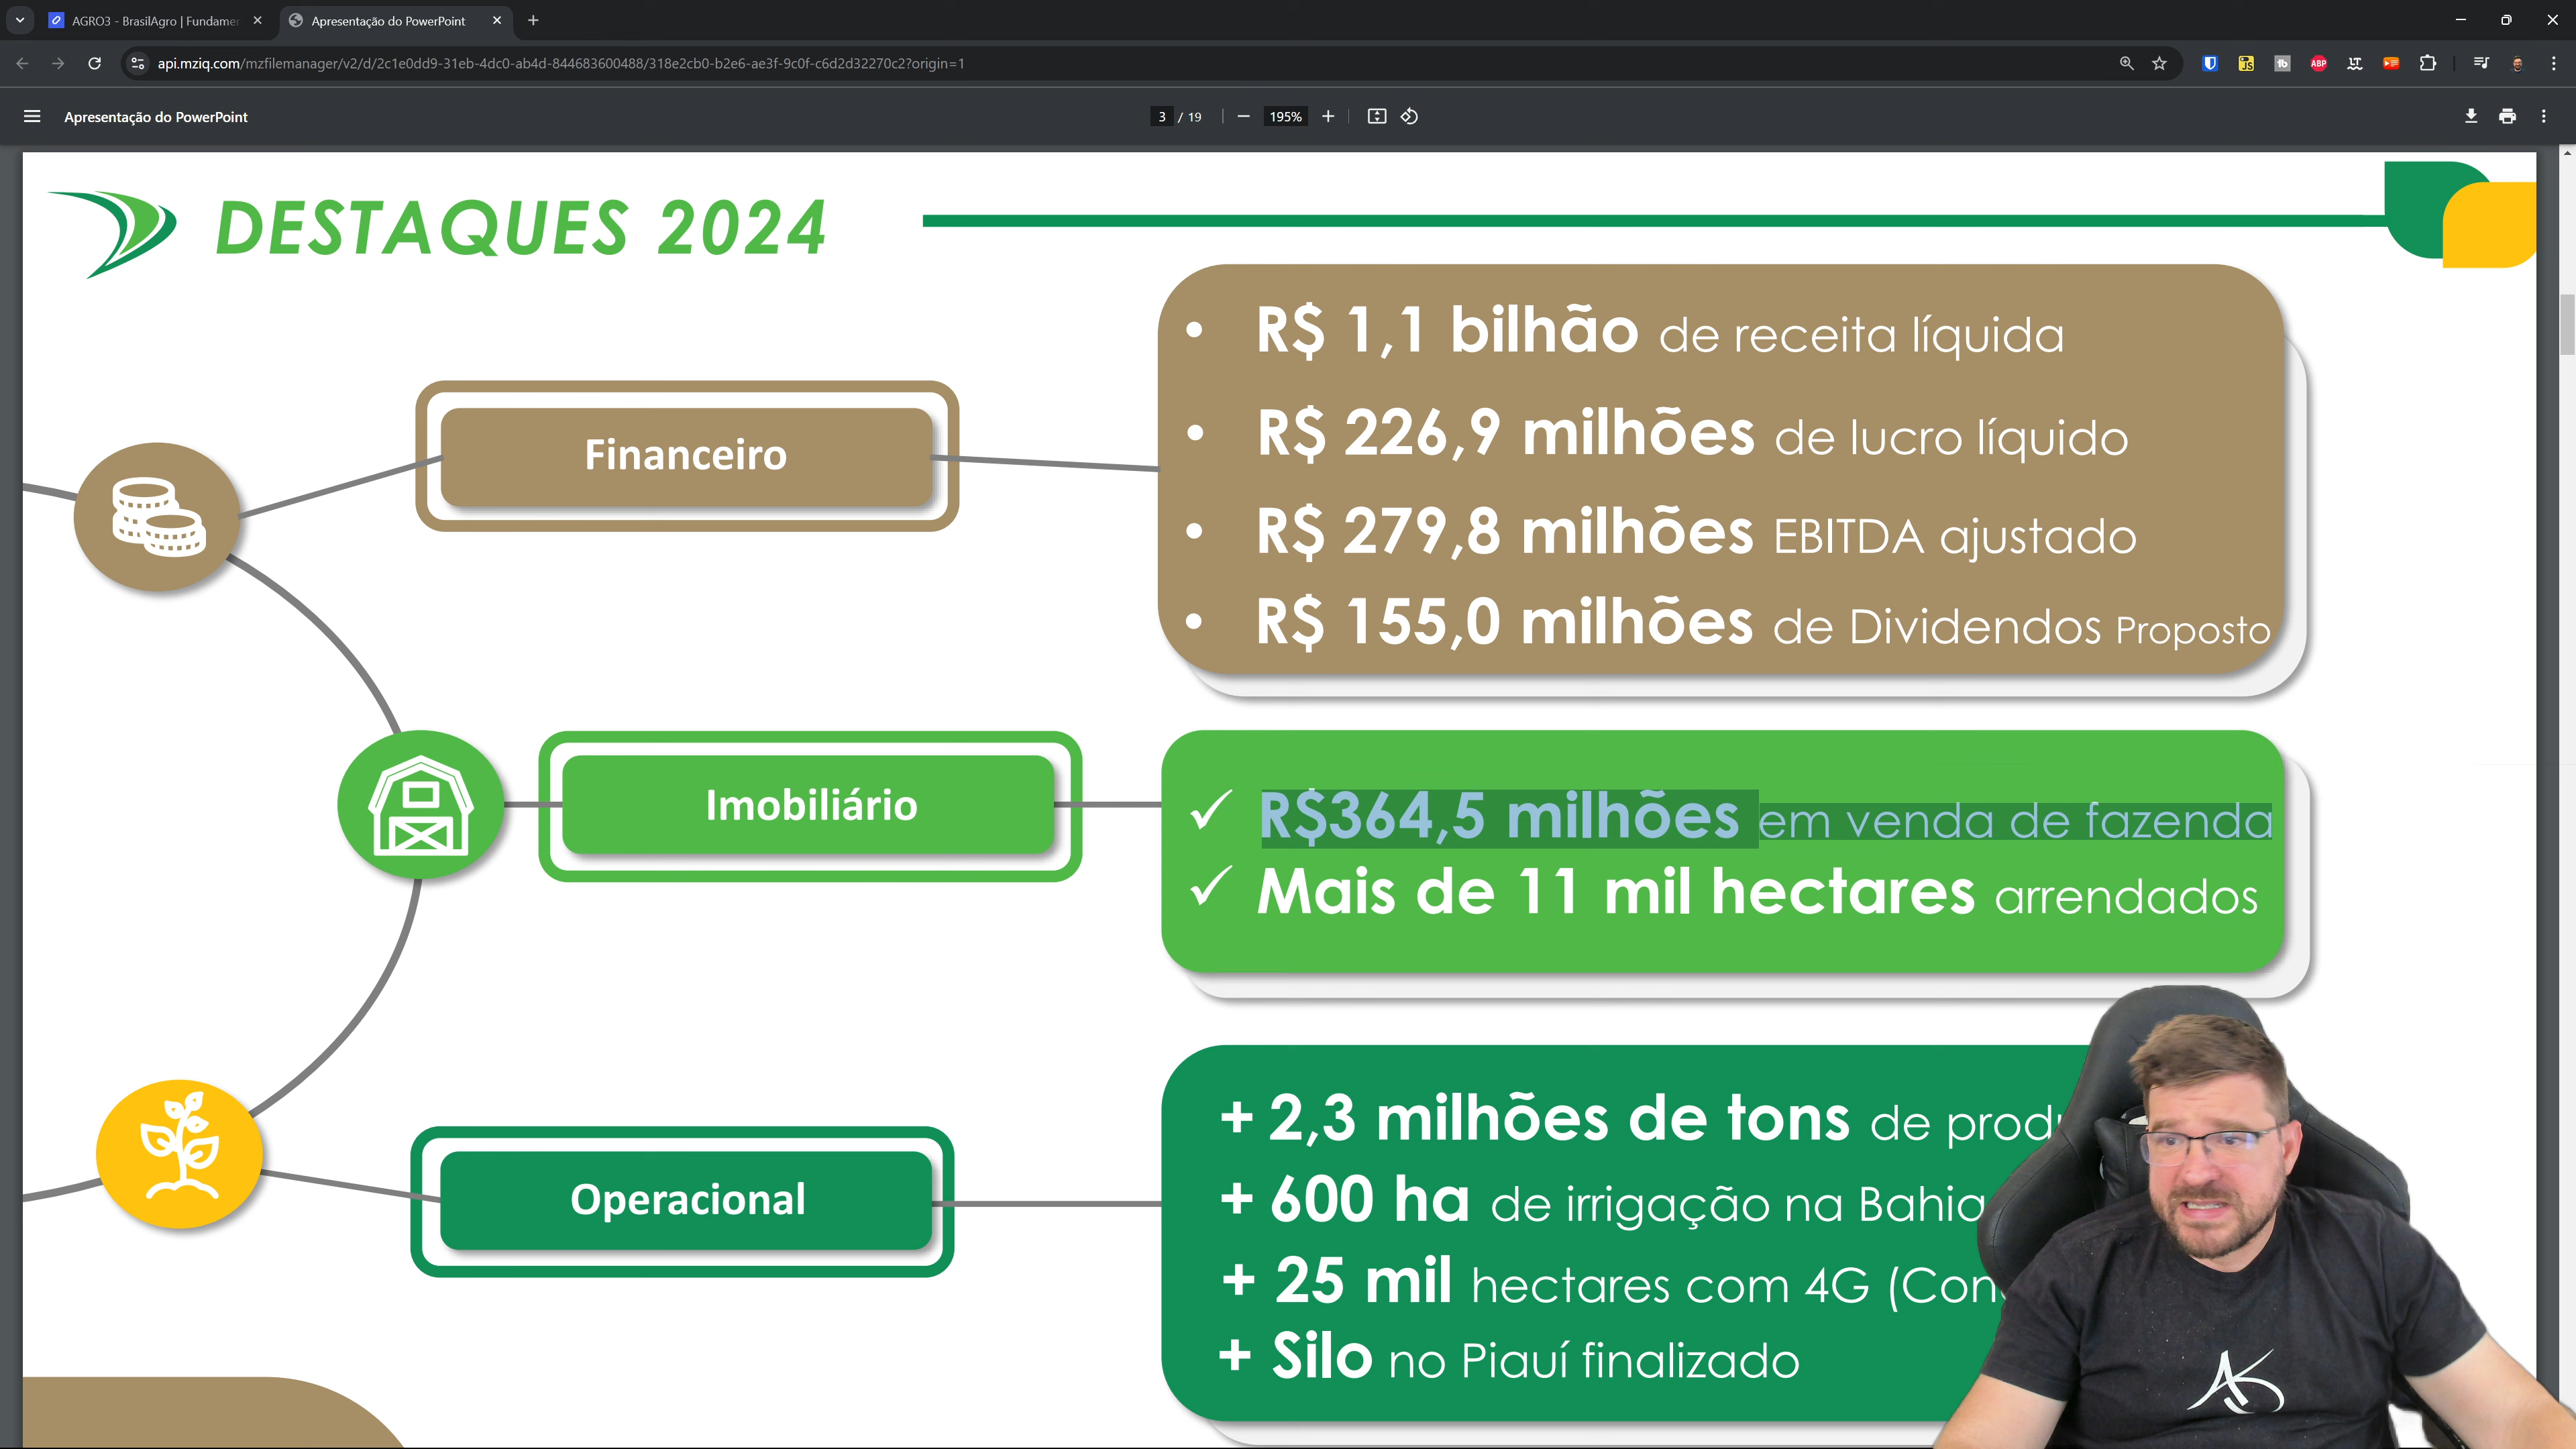 AGRO3 - BrasilAgro | Fundamer
Apresentação do PowerPoint
api.mziq.com/mzfilemanager/v2/d/2c1e0dd9-31eb-4dc0-ab4d-844683600488/318e2cb0-b2e6-ae3f-9c0f-c6d2d32270c2?origin=1
Apresentação do PowerPoint
3 / 19
195%
DESTAQUES 2024
Financeiro
• R$ 1,1 bilhão de receita líquida
• R$ 226,9 milhões de lucro líquido
• R$ 279,8 milhões EBITDA ajustado
• R$ 155,0 milhões de Dividendos Proposto
Imobiliário
✓ R$364,5 milhões em venda de fazenda
✓ Mais de 11 mil hectares arrendados
Operacional
+ 2,3 milhões de tons de prod
+ 600 ha de irrigação na Bahia
+ 25 mil hectares com 4G (Con
+ Silo no Piauí finalizado
ABP
JS
fb
AK